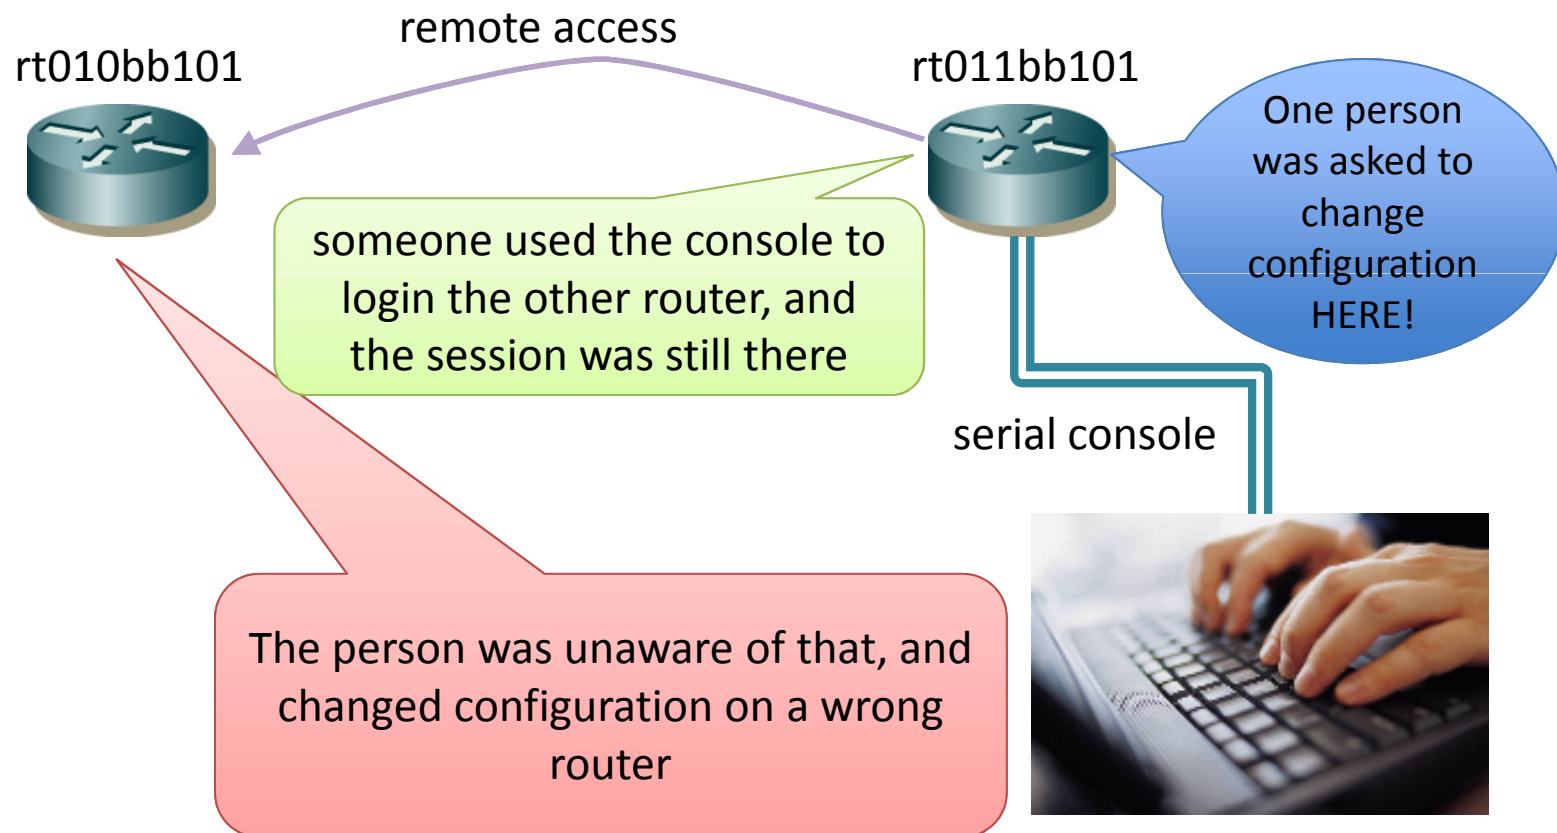 remote access
rt010bb101
rt011bb101
One person
was asked to
change
configuration
HERE!
someone used the console to
login the other router, and
the session was still there
serial console
The person was unaware of that, and
changed configuration on a wrong
router